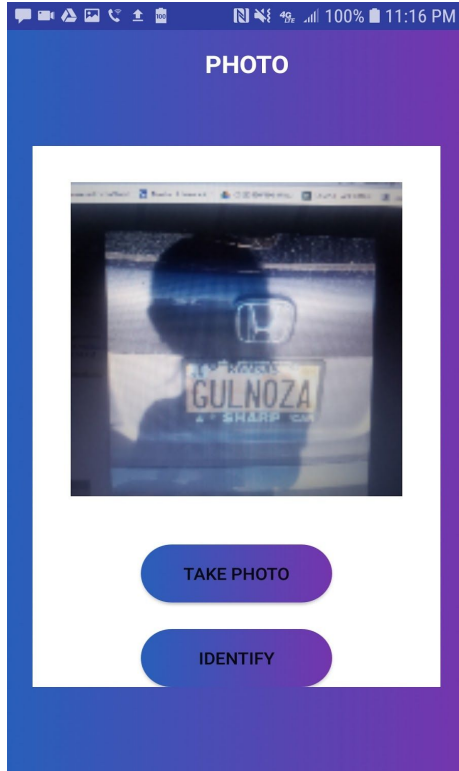 100% 11:16 PM
PHOTO
GULNOZA
SHARP
TAKE PHOTO
IDENTIFY